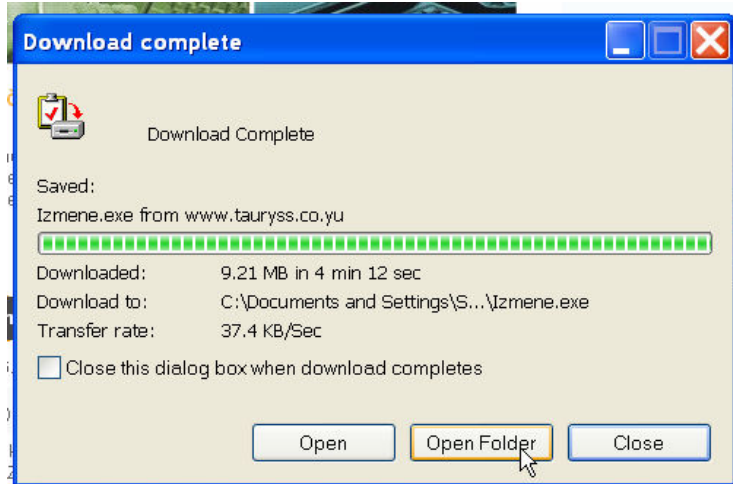 Download complete
Download Complete
Saved:
Izmene.exe from www.tauryss.co.yu
Downloaded: 9.21 MB in 4 min 12 sec
Download to: C:\Documents and Settings\S...\Izmene.exe
Transfer rate: 37.4 KB/Sec
Close this dialog box when download completes
Open Open Folder Close